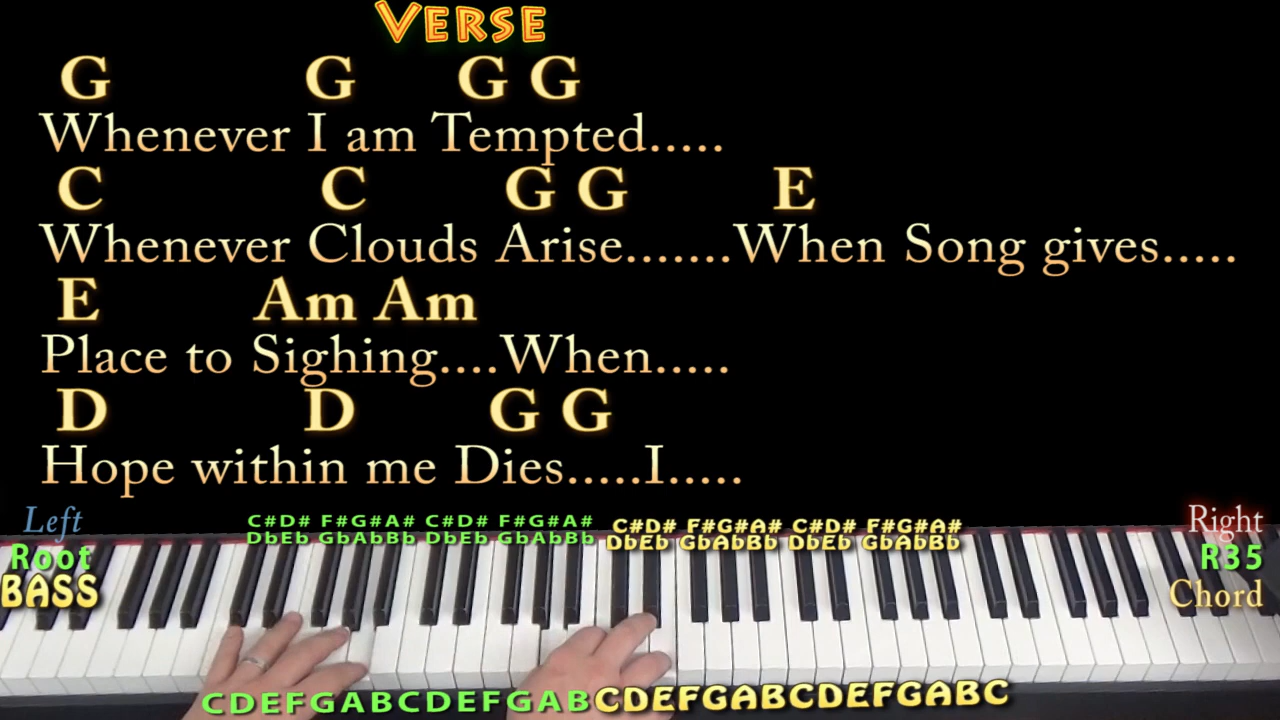 VERSE
G G G G
Whenever I am Tempted.....
C C G G E
Whenever Clouds Arise.......When Song gives.....
E Am Am
Place to Sighing....When.....
D D G G
Hope within me Dies.....I.....
Left
Root
BASS
C#D# F#G#A# C#D# F#G#A# C#D# F#G#A# C#D# F#G#A#
DbEb GbAbBb DbEb GbAbBb DbEb GbAbBb DbEb GbAbBb
Right
R35
Chord
CDEFGABCDEFGABCDEFGABCDEFGABC